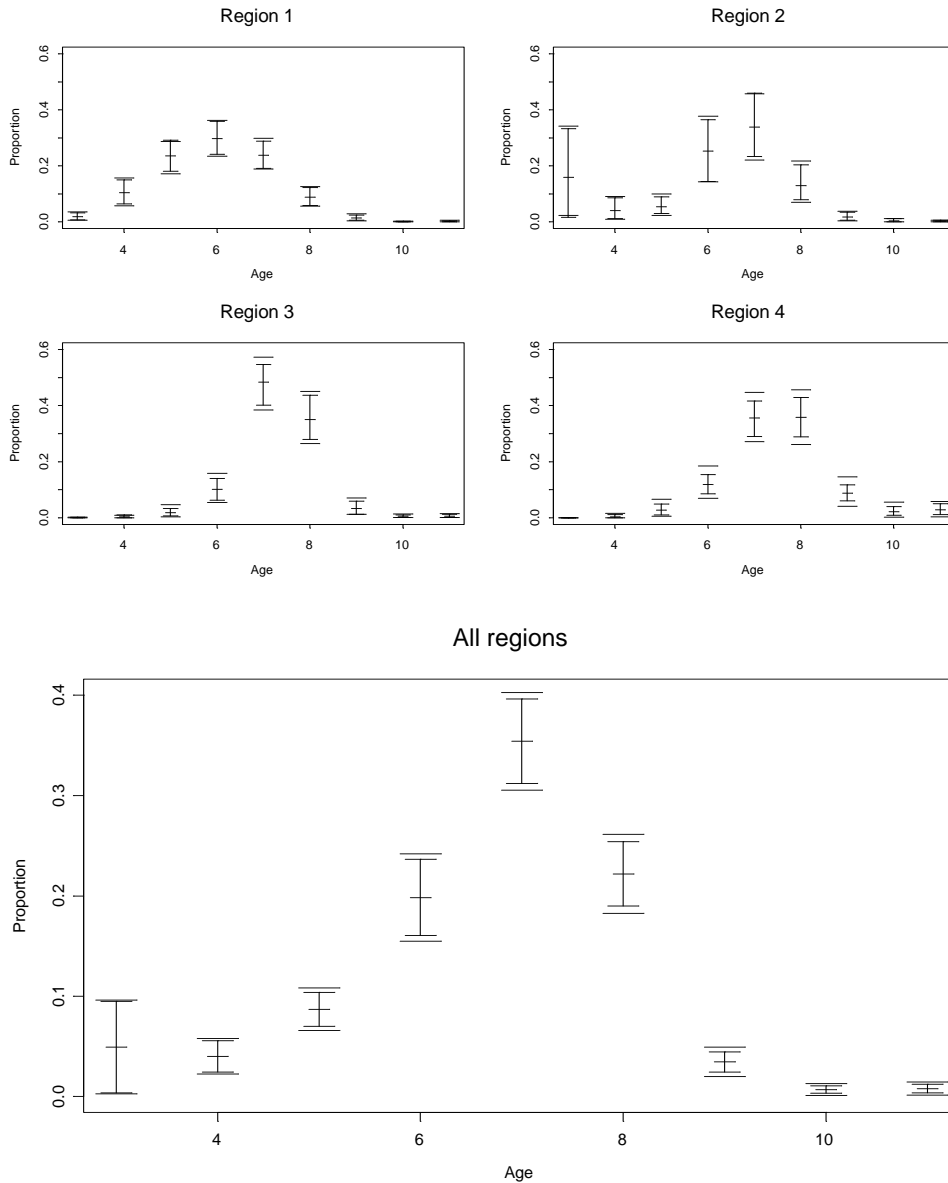 Region 1
Proportion
0.0 0.2 0.4 0.6
4 6 8 10
Age
Region 2
Proportion
0.0 0.2 0.4 0.6
4 6 8 10
Age
Region 3
Proportion
0.0 0.2 0.4 0.6
4 6 8 10
Age
Region 4
Proportion
0.0 0.2 0.4 0.6
4 6 8 10
Age
All regions
Proportion
0.0 0.1 0.2 0.3 0.4
4 6 8 10
Age